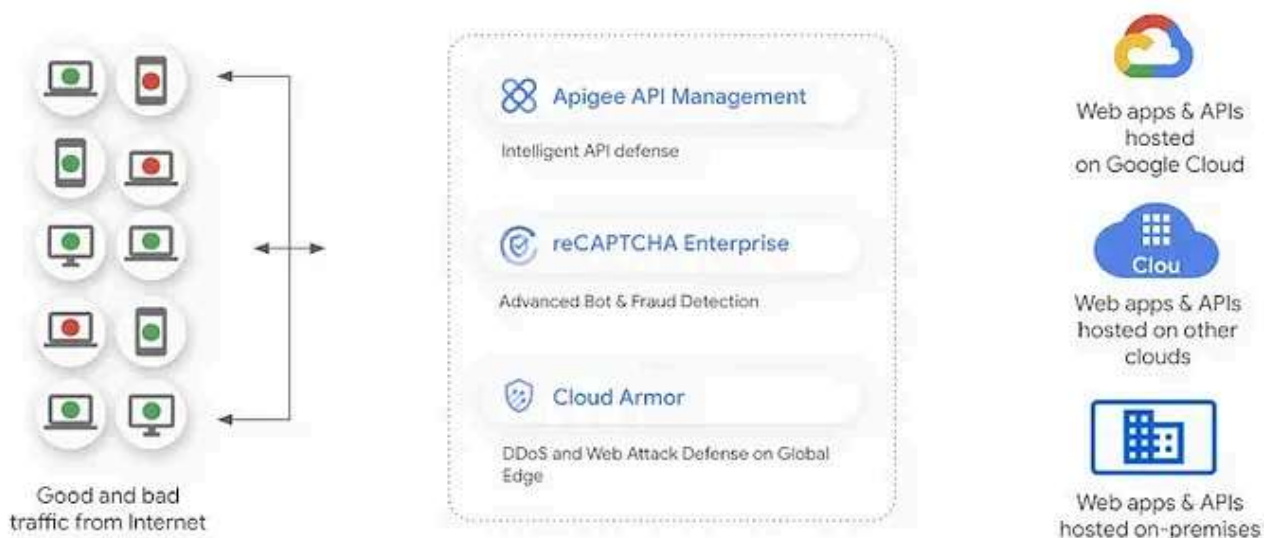 Good and bad
traffic from Internet
Apigee API Management
Intelligent API defense
reCAPTCHA Enterprise
Advanced Bot & Fraud Detection
Cloud Armor
DDoS and Web Attack Defense on Global
Edge
Web apps & APIs
hosted
on Google Cloud
Clou
Web apps & APIs
hosted on other
clouds
Web apps & APIs
hosted on-premises